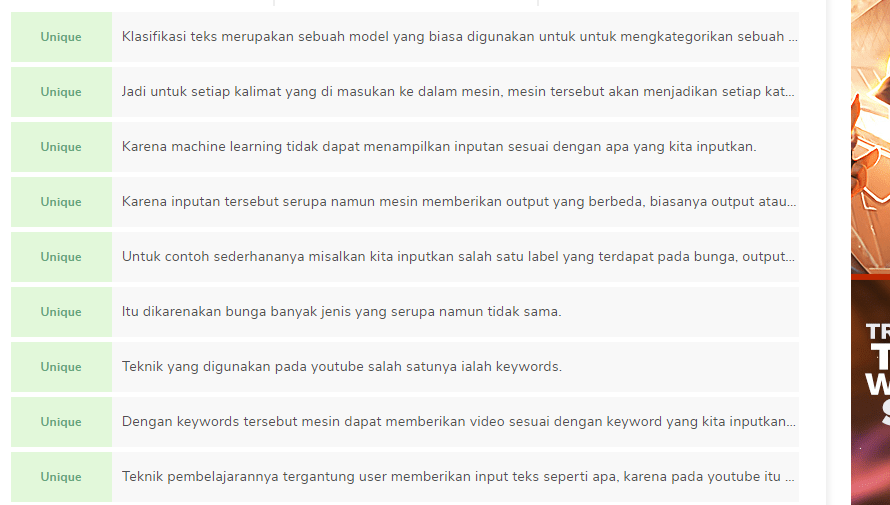 Unique
Klasifikasi teks merupakan sebuah model yang biasa digunakan untuk untuk mengkategorikan sebuah ...
Unique
Jadi untuk setiap kalimat yang di masukan ke dalam mesin, mesin tersebut akan menjadikan setiap kat...
Unique
Karena machine learning tidak dapat menampilkan inputan sesuai dengan apa yang kita inputkan.
Unique
Karena inputan tersebut serupa namun mesin memberikan output yang berbeda, biasanya output atau...
Unique
Untuk contoh sederhananya misalkan kita inputkan salah satu label yang terdapat pada bunga, output...
Unique
Itu dikarenakan bunga banyak jenis yang serupa namun tidak sama.
Unique
Teknik yang digunakan pada youtube salah satunya ialah keywords.
Unique
Dengan keywords tersebut mesin dapat memberikan video sesuai dengan keyword yang kita inputkan...
Unique
Teknik pembelajarannya tergantung user memberikan input teks seperti apa, karena pada youtube itu ...